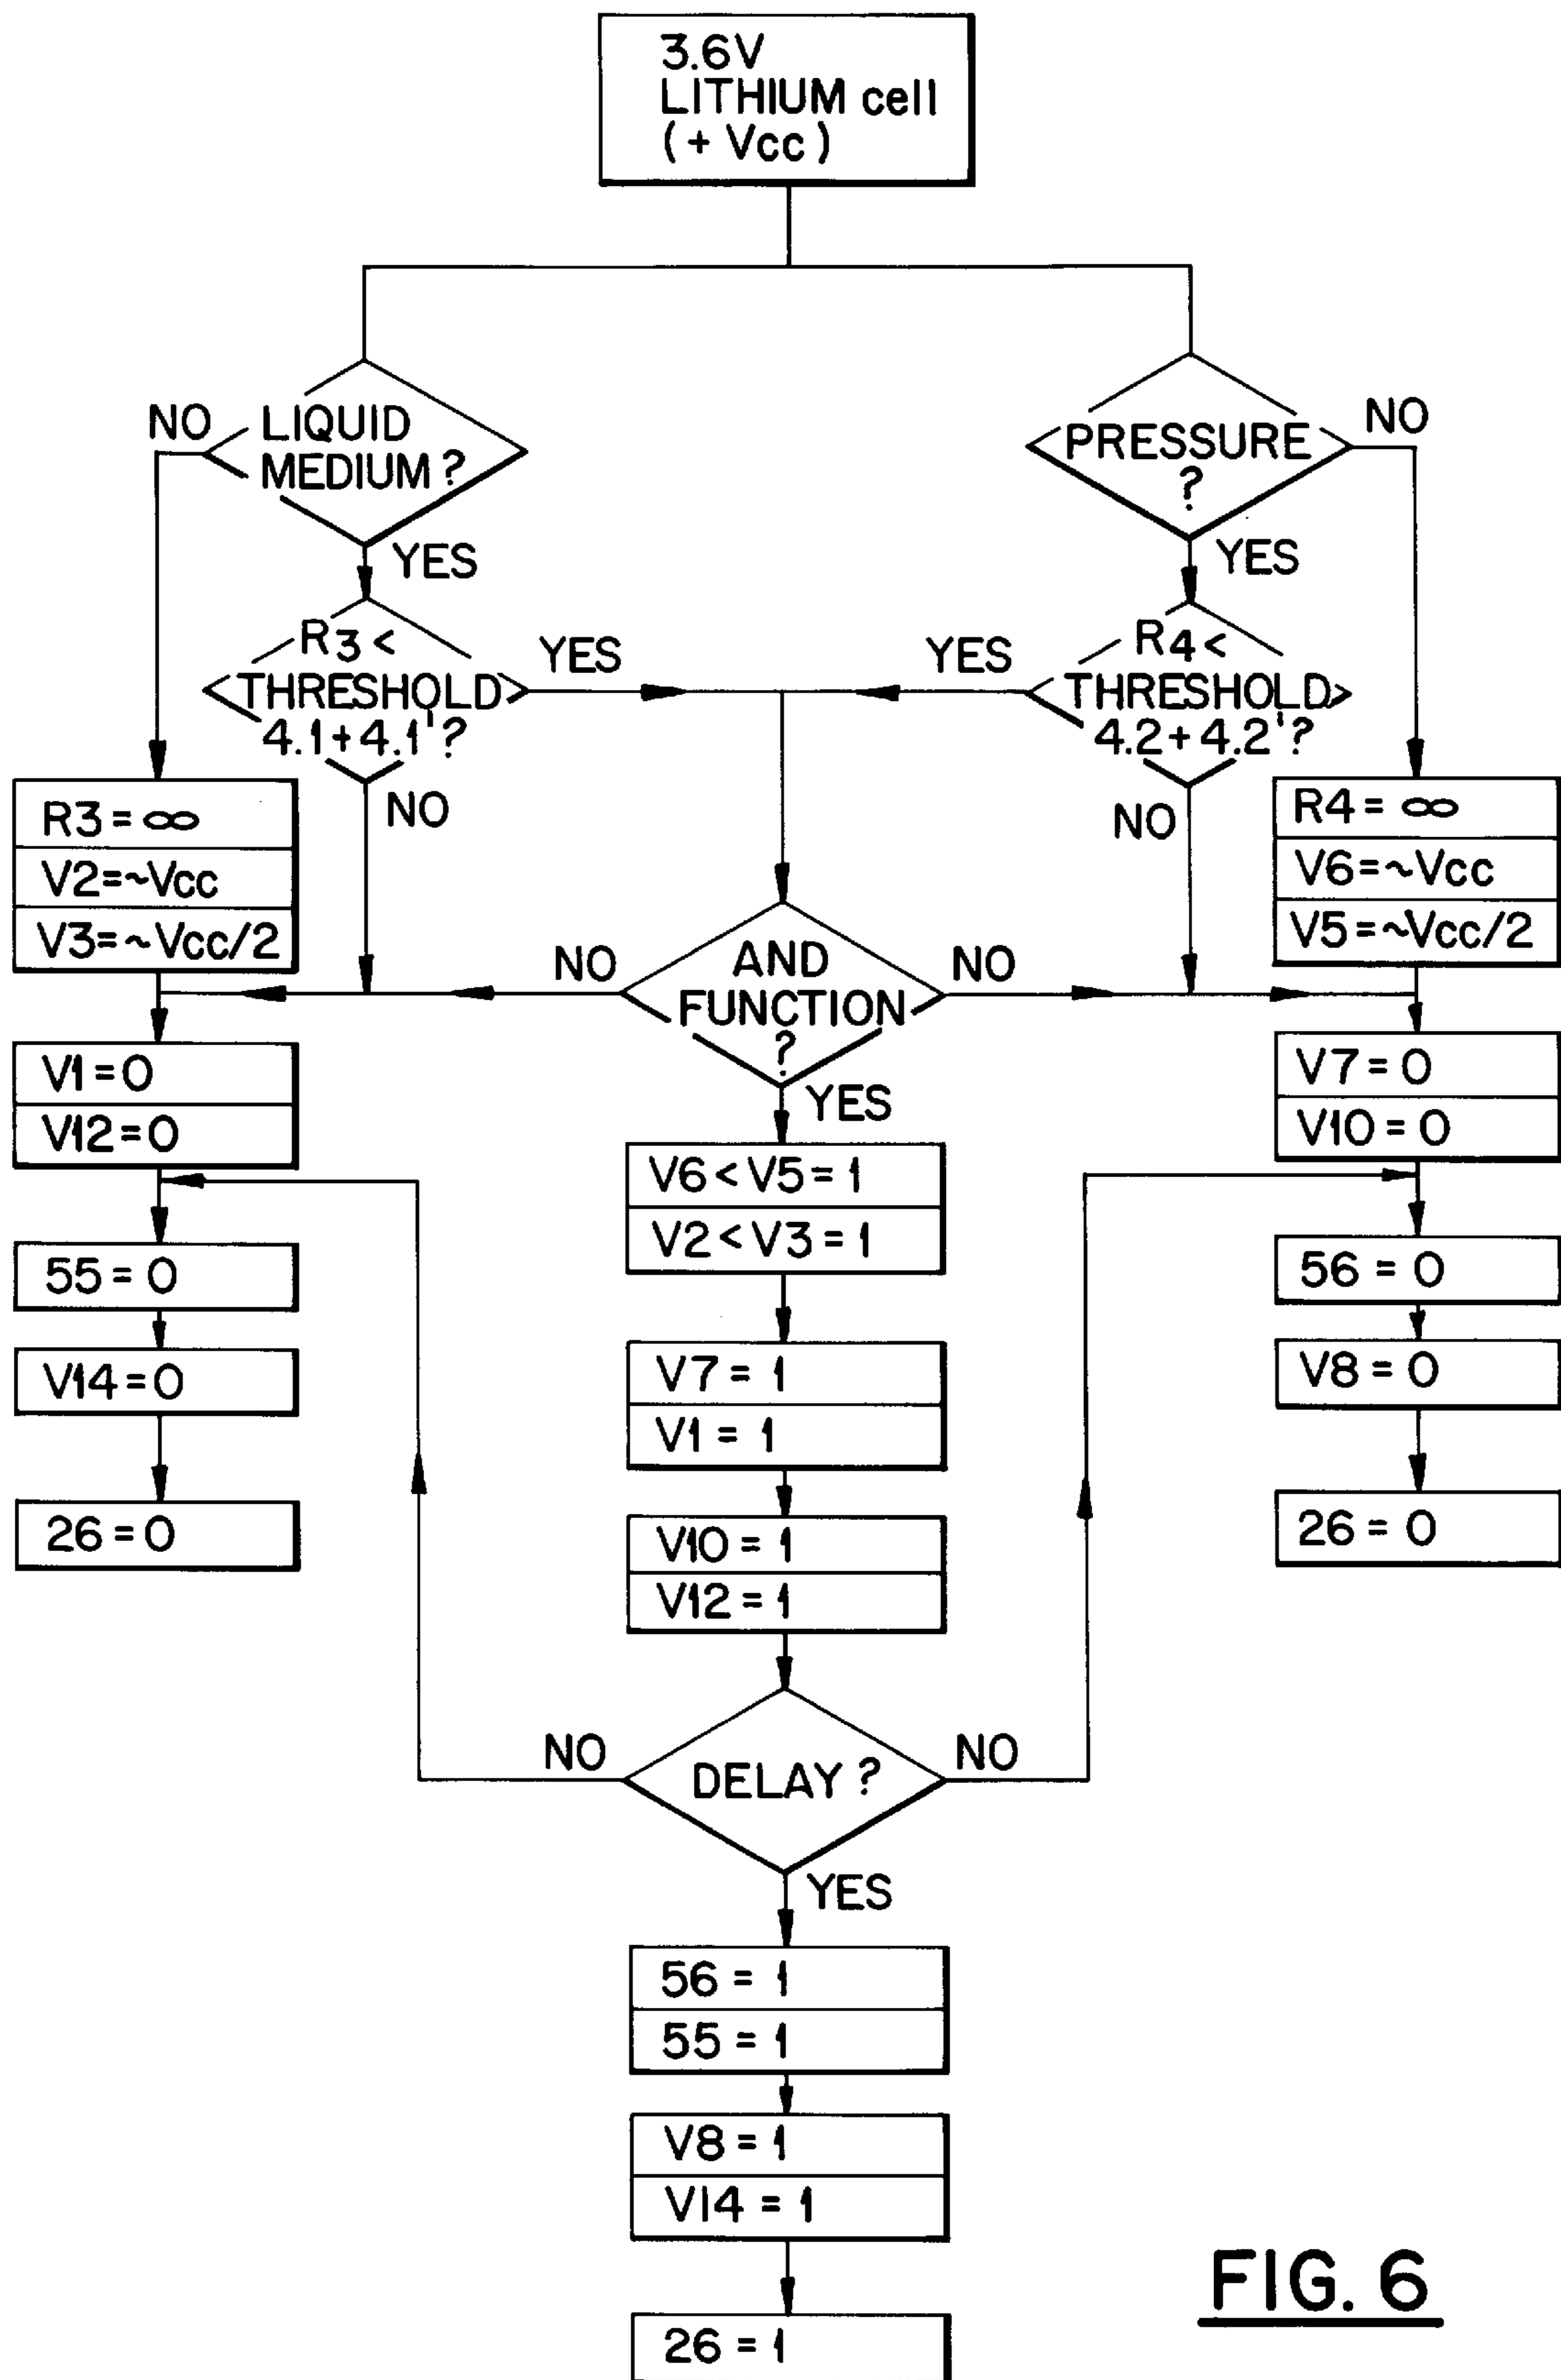 3.6V
LITHIUM cell
(+ Vcc)
NO
LIQUID
MEDIUM?
YES
PRESSURE
?
NO
YES
R3<
THRESHOLD
4.1+4.1'?
YES
NO
YES
R4<
THRESHOLD
4.2+4.2'?
NO
R3=∞
V2=~Vcc
V3=~Vcc/2
R4=∞
V6=~Vcc
V5=~Vcc/2
NO
AND
FUNCTION
?
NO
YES
V1=0
V12=0
V7=0
V10=0
V6<V5=1
V2<V3=1
55=0
56=0
V14=0
V7=1
V1=1
V8=0
26=0
V10=1
V12=1
26=0
NO
DELAY?
NO
YES
56=1
55=1
V8=1
V14=1
26=1
FIG. 6